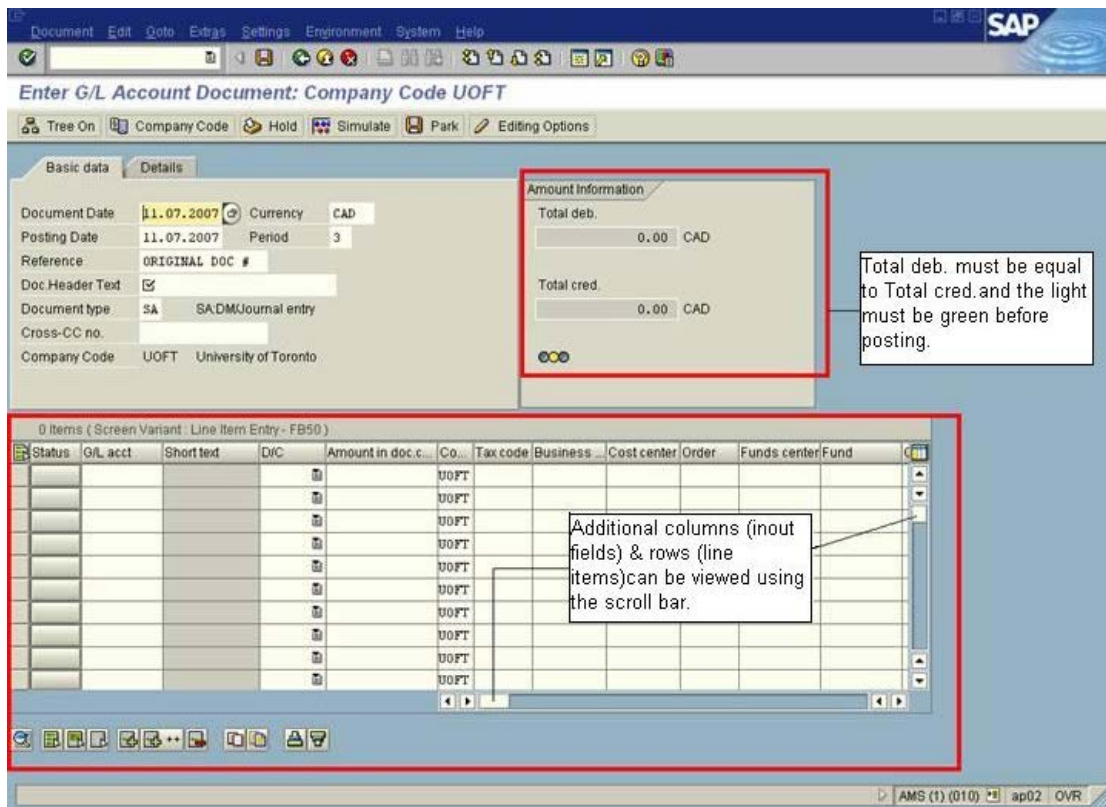 Document Edit Goto Extras Settings Environment System Help
SAP
Enter G/L Account Document: Company Code UOFT
Tree On Company Code Hold Simulate Park Editing Options
Basic data Details
Document Date 11.07.2007 Currency CAD
Posting Date 11.07.2007 Period 3
Reference ORIGINAL DOC #
Doc.Header Text
Document type SA SA:DM/Journal entry
Cross-CC no.
Company Code UOFT University of Toronto
Amount Information
Total deb.
0.00 CAD
Total cred.
0.00 CAD
Total deb. must be equal
to Total cred.and the light
must be green before
posting.
0 Items ( Screen Variant : Line Item Entry - FB50 )
Status G/L acct Short text D/C Amount in doc.c... Co... Tax code Business ... Cost center Order Funds center Fund
UOFT
UOFT
UOFT
UOFT
UOFT
UOFT
UOFT
UOFT
UOFT
UOFT
Additional columns (inout
fields) & rows (line
items)can be viewed using
the scroll bar.
AMS (1) (010) ap02 OVR